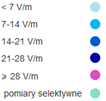 < 7 V/m
7-14 V/m
14-21 V/m
21-28 V/m
⩾ 28 V/m
pomiary selektywne